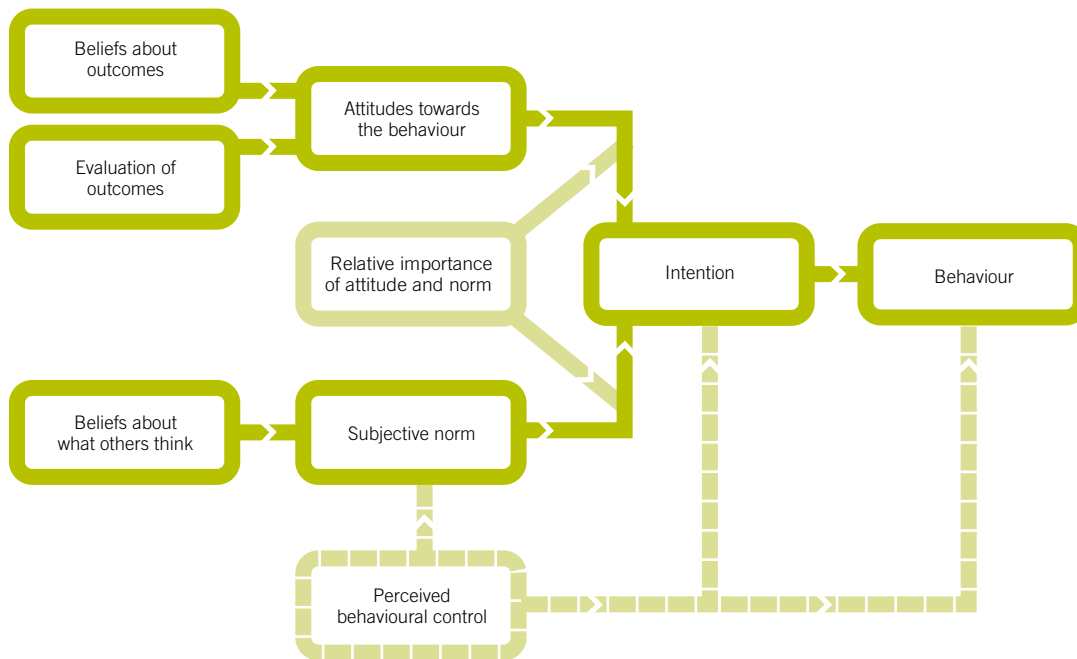 Beliefs about
outcomes
Evaluation of
outcomes
Attitudes towards
the behaviour
Relative importance
of attitude and norm
Intention
Behaviour
Beliefs about
what others think
Subjective norm
Perceived
behavioural control